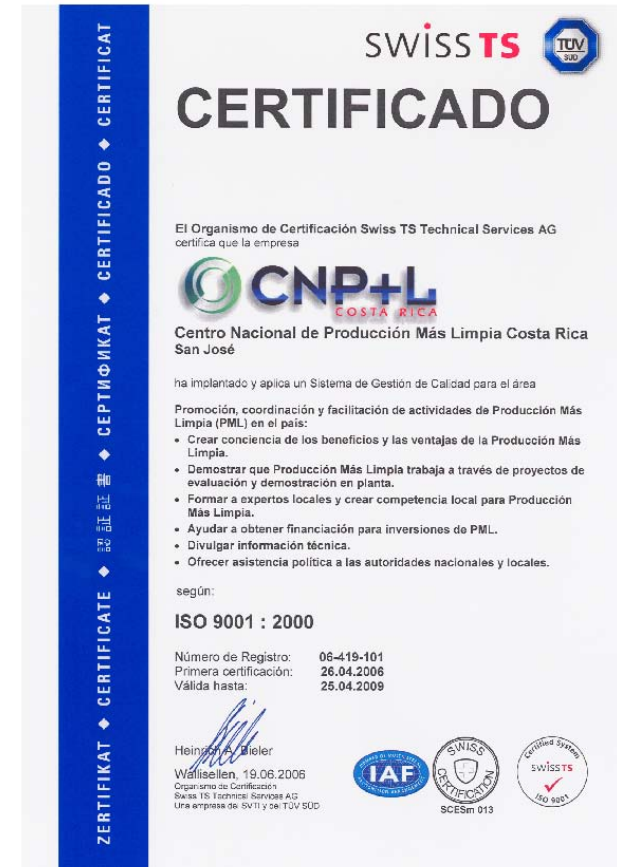 swiss TS
TÜV
SÜD
CERTIFICADO
El Organismo de Certificación Swiss TS Technical Services AG
certifica que la empresa
CNP+L
COSTA RICA
Centro Nacional de Producción Más Limpia Costa Rica
San José
ha implantado y aplica un Sistema de Gestión de Calidad para el área
Promoción, coordinación y facilitación de actividades de Producción Más
Limpia (PML) en el país:
• Crear conciencia de los beneficios y las ventajas de la Producción Más
Limpia.
• Demostrar que Producción Más Limpia trabaja a través de proyectos de
evaluación y demostración en planta.
• Formar a expertos locales y crear competencia local para Producción
Más Limpia.
• Ayudar a obtener financiación para inversiones de PML.
• Divulgar información técnica.
• Ofrecer asistencia política a las autoridades nacionales y locales.
según:
ISO 9001 : 2000
Número de Registro: 06-419-101
Primera certificación: 26.04.2006
Válida hasta: 25.04.2009
Heinrich A. Bieler
Wallisellen, 19.06.2006
Organismo de Certificación
Swiss TS Technical Services AG
Una empresa del SVTI y del TÜV SÜD
IAF
SWISS
CERTIFICATION
SCESm 013
Certified System
swiss TS
ISO 9001
ZERTIFIKAT ◆ CERTIFICATE ◆ 認証証書 ◆ СЕРТИФИКАТ ◆ CERTIFICADO ◆ CERTIFICAT